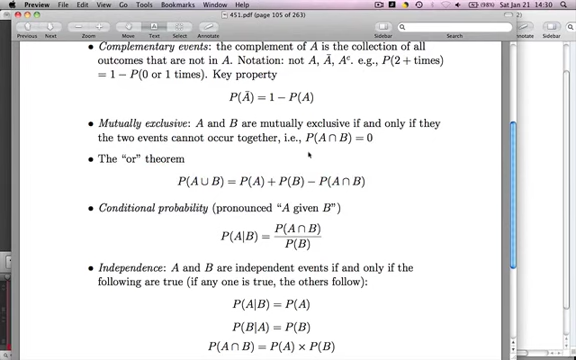 Preview File Edit View Go Tools Bookmarks Window Help (98%) Sat Jan 21 14:30
451.pdf (page 105 of 263)
Previous Next Zoom Move Text Select Annotate Sidebar Search
• Complementary events: the complement of A is the collection of all
outcomes that are not in A. Notation: not A, Ā, Aᶜ. e.g., P(2+ times)
= 1 − P(0 or 1 times). Key property
P(Ā) = 1 − P(A)
• Mutually exclusive: A and B are mutually exclusive if and only if they
the two events cannot occur together, i.e., P(A ∩ B) = 0
• The “or” theorem
P(A ∪ B) = P(A) + P(B) − P(A ∩ B)
• Conditional probability (pronounced “A given B”)
P(A|B) = P(A ∩ B) / P(B)
• Independence: A and B are independent events if and only if the
following are true (if any one is true, the others follow):
P(A|B) = P(A)
P(B|A) = P(B)
P(A ∩ B) = P(A) × P(B)